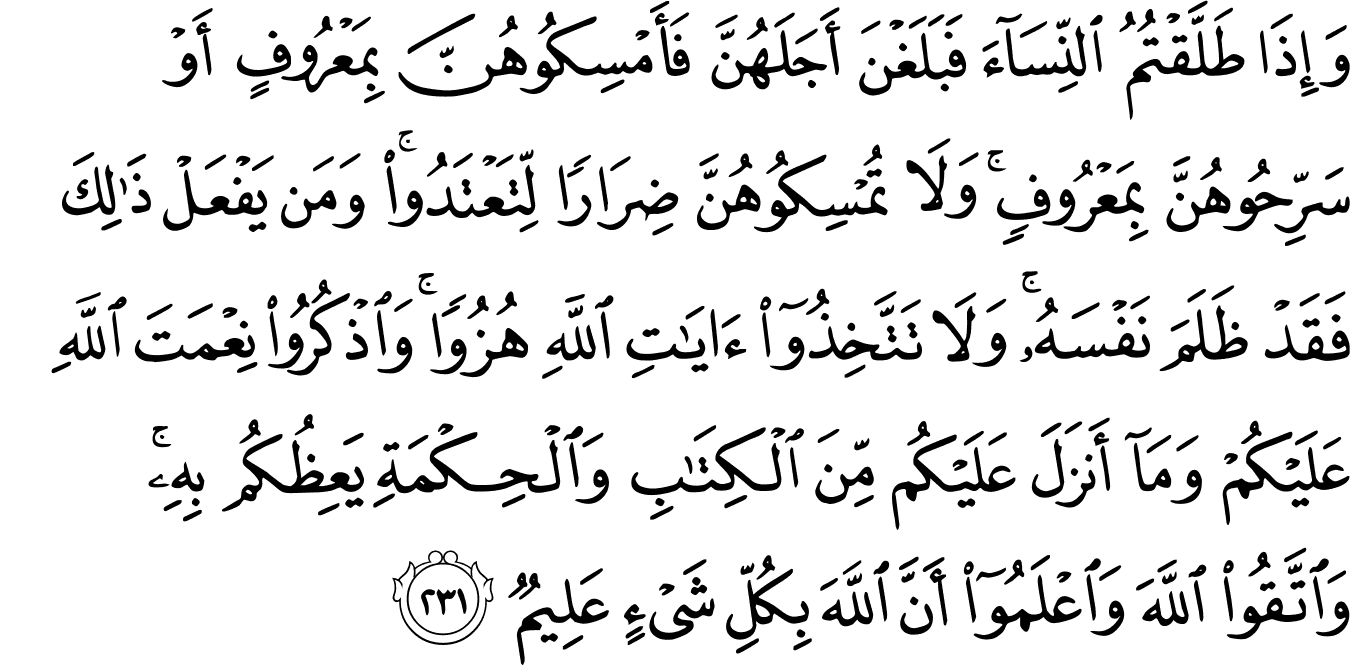 وَإِذَا طَلَّقْتُمُ ٱلنِّسَآءَ فَبَلَغْنَ أَجَلَهُنَّ فَأَمْسِكُوهُنَّ بِمَعْرُوفٍ أَوْ
سَرِّحُوهُنَّ بِمَعْرُوفٍ ۚ وَلَا تُمْسِكُوهُنَّ ضِرَارًا لِّتَعْتَدُوا۟ ۚ وَمَن يَفْعَلْ ذَٰلِكَ
فَقَدْ ظَلَمَ نَفْسَهُۥ ۚ وَلَا تَتَّخِذُوٓا۟ ءَايَـٰتِ ٱللَّهِ هُزُوًا ۚ وَٱذْكُرُوا۟ نِعْمَتَ ٱللَّهِ
عَلَيْكُمْ وَمَآ أَنزَلَ عَلَيْكُم مِّنَ ٱلْكِتَـٰبِ وَٱلْحِكْمَةِ يَعِظُكُم بِهِۦ ۚ
وَٱتَّقُوا۟ ٱللَّهَ وَٱعْلَمُوٓا۟ أَنَّ ٱللَّهَ بِكُلِّ شَىْءٍ عَلِيمٌ ٢٣١